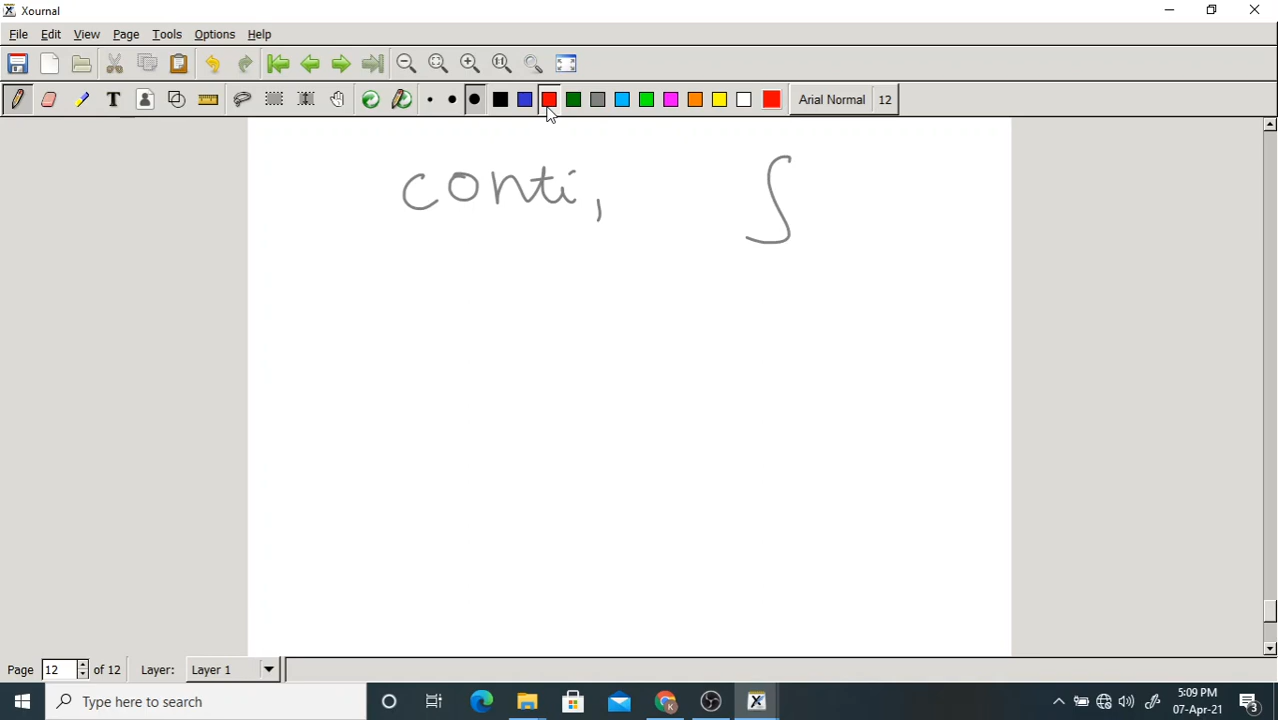 Xournal
File Edit View Page Tools Options Help
Arial Normal 12
conti, ∫
Page 12 of 12 Layer: Layer 1
Type here to search
5:09 PM
07-Apr-21
3